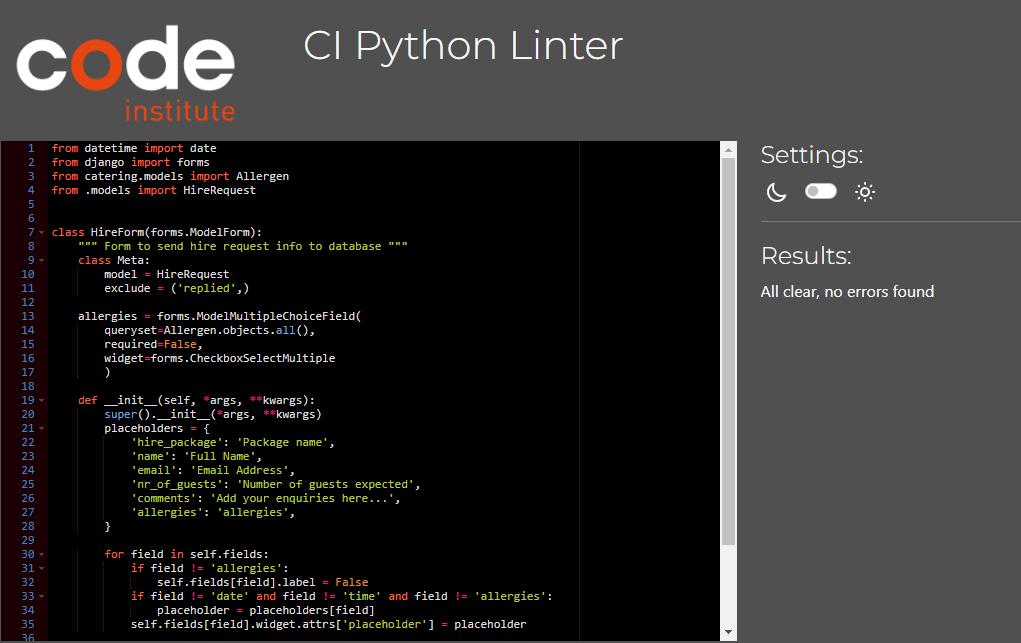 code
institute
CI Python Linter
1 from datetime import date
2 from django import forms
3 from catering.models import Allergen
4 from .models import HireRequest
5
6
7 class HireForm(forms.ModelForm):
8     """ Form to send hire request info to database """
9     class Meta:
10         model = HireRequest
11         exclude = ('replied',)
12
13     allergies = forms.ModelMultipleChoiceField(
14         queryset=Allergen.objects.all(),
15         required=False,
16         widget=forms.CheckboxSelectMultiple
17         )
18
19     def __init__(self, *args, **kwargs):
20         super().__init__(*args, **kwargs)
21         placeholders = {
22             'hire_package': 'Package name',
23             'name': 'Full Name',
24             'email': 'Email Address',
25             'nr_of_guests': 'Number of guests expected',
26             'comments': 'Add your enquiries here...',
27             'allergies': 'allergies',
28         }
29
30         for field in self.fields:
31             if field != 'allergies':
32                 self.fields[field].label = False
33             if field != 'date' and field != 'time' and field != 'allergies':
34                 placeholder = placeholders[field]
35             self.fields[field].widget.attrs['placeholder'] = placeholder
36
Settings:
Results:
All clear, no errors found